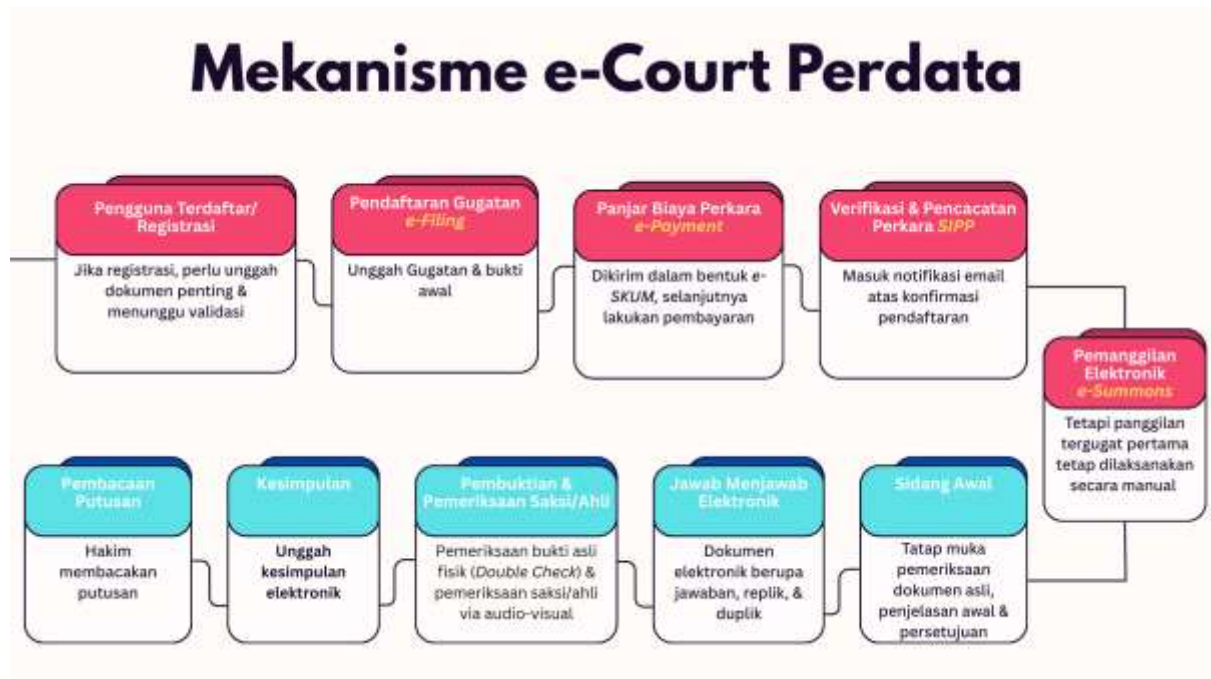 Mekanisme e-Court Perdata
Pengguna Terdaftar/
Registrasi
Jika registrasi, perlu unggah
dokumen penting &
menunggu validasi
Pendaftaran Gugatan
e-Filing
Unggah Gugatan & bukti
awal
Panjar Biaya Perkara
e-Payment
Dikirim dalam bentuk e-
SKUM, selanjutnya
lakukan pembayaran
Verifikasi & Pencacatan
Perkara SIPP
Masuk notifikasi email
atas konfirmasi
pendaftaran
Pemanggilan
Elektronik
e-Summons
Tetapi panggilan
tergugat pertama
tetap dilaksanakan
secara manual
Sidang Awal
Tatap muka
pemeriksaan
dokumen asli,
penjelasan awal &
persetujuan
Jawab Menjawab
Elektronik
Dokumen
elektronik berupa
jawaban, replik, &
duplik
Pembuktian &
Pemeriksaan Saksi/Ahli
Pemeriksaan bukti asli
fisik (Double Check) &
pemeriksaan saksi/ahli
via audio-visual
Kesimpulan
Unggah
kesimpulan
elektronik
Pembacaan
Putusan
Hakim
membacakan
putusan